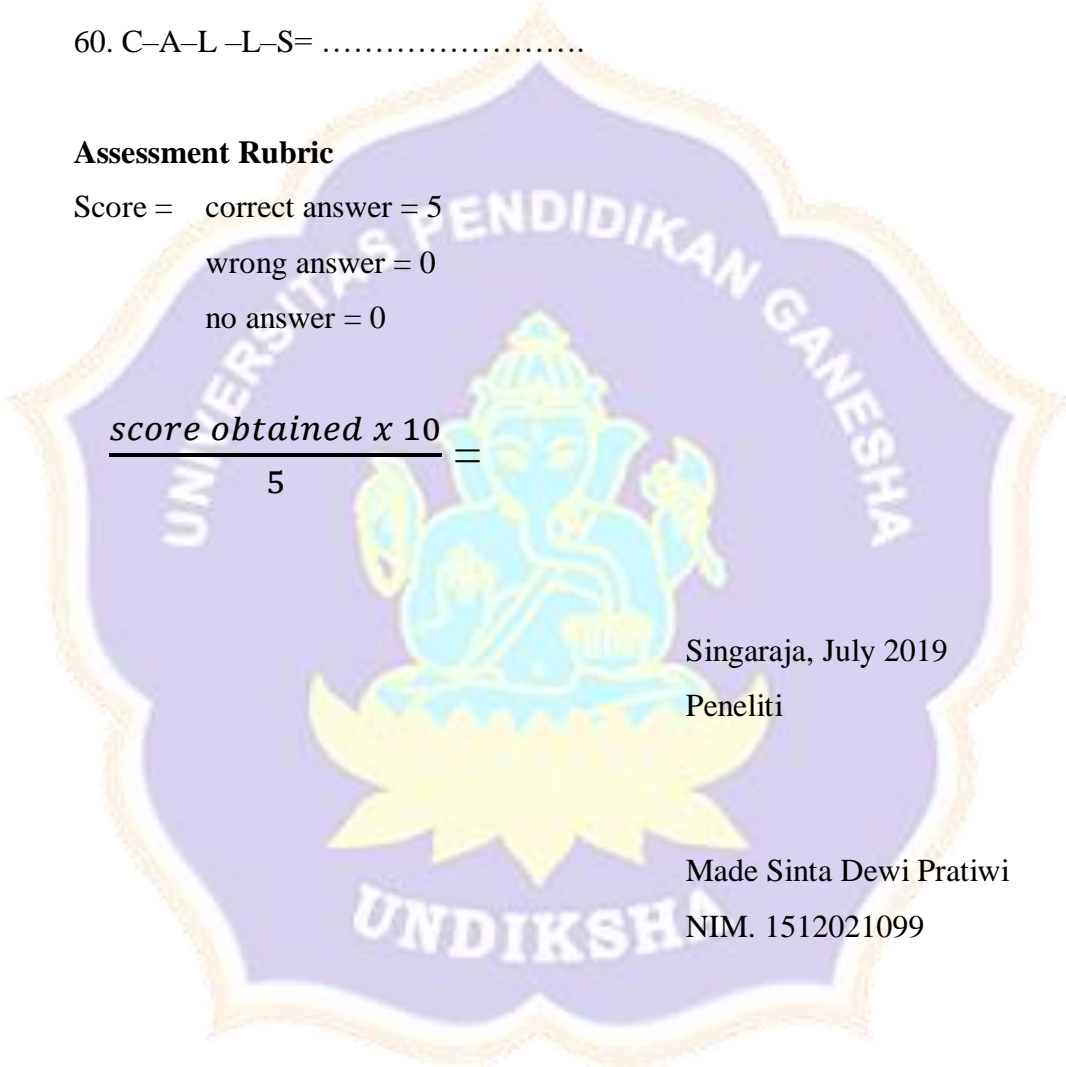 60. C–A–L –L–S= …………………….
Assessment Rubric
Score = correct answer = 5
wrong answer = 0
no answer = 0
score obtained x 10
5
=
Singaraja, July 2019
Peneliti
Made Sinta Dewi Pratiwi
NIM. 1512021099
UNIVERSITAS PENDIDIKAN GANESHA
UNDIKSHA